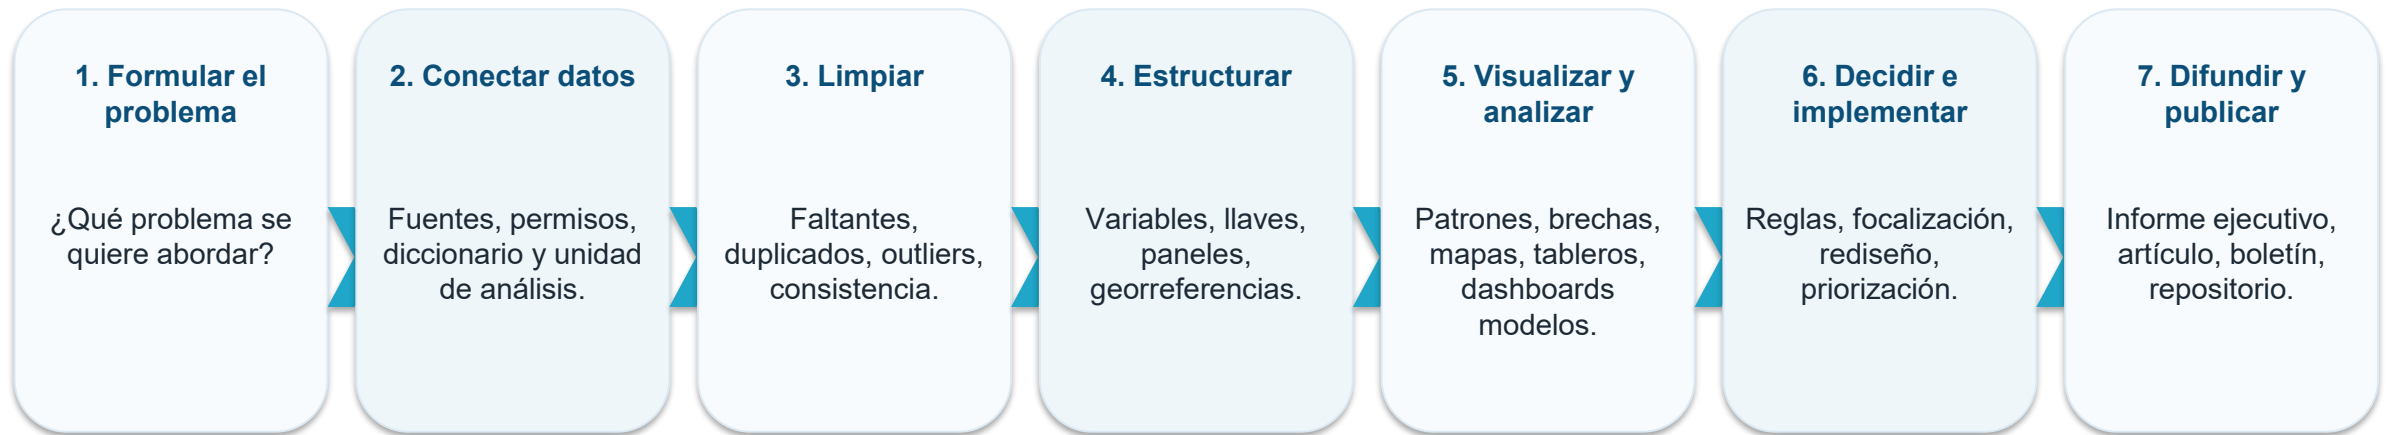 1. Formular el
problema
¿Qué problema se
quiere abordar?
2. Conectar datos
Fuentes, permisos,
diccionario y unidad
de análisis.
3. Limpiar
Faltantes,
duplicados, outliers,
consistencia.
4. Estructurar
Variables, llaves,
paneles,
georreferencias.
5. Visualizar y
analizar
Patrones, brechas,
mapas, tableros,
dashboards
modelos.
6. Decidir e
implementar
Reglas, focalización,
rediseño,
priorización.
7. Difundir y
publicar
Informe ejecutivo,
artículo, boletín,
repositorio.